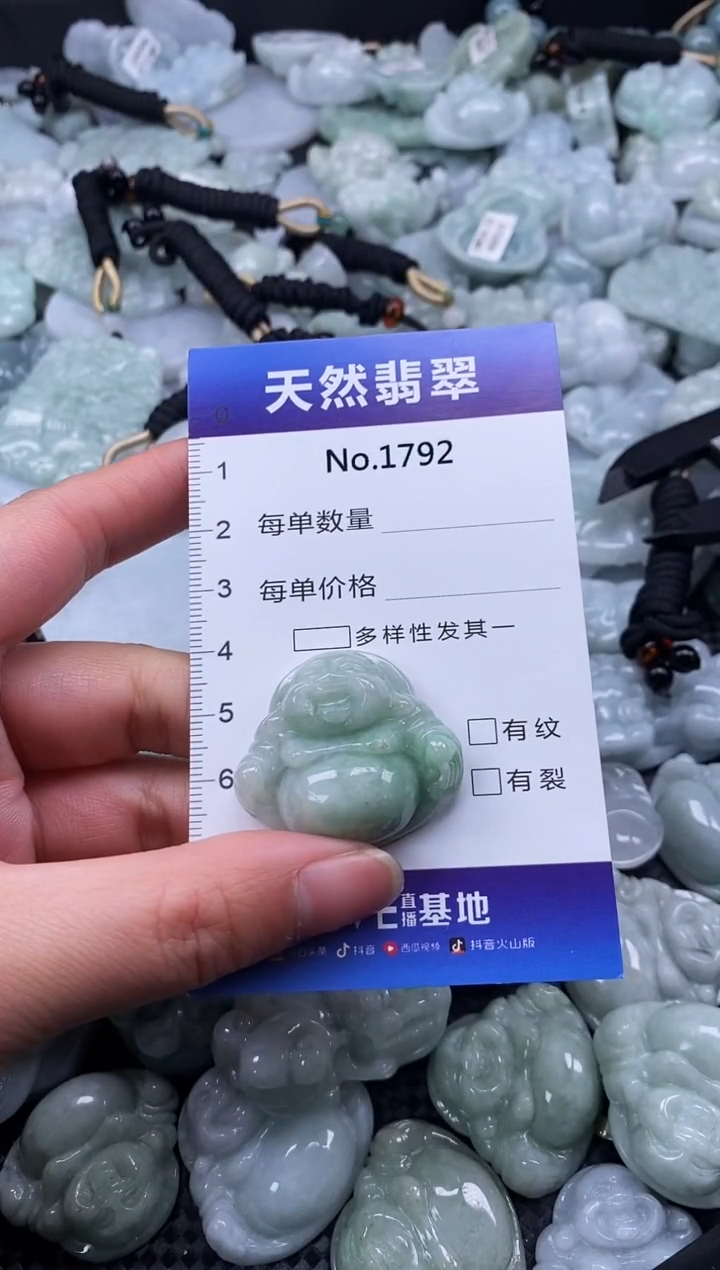 天然翡翠
No.1792
0
1
2
3
4
5
6
每单数量
每单价格
多样性发其一
有纹
有裂
直播基地
抖音 西瓜视频 抖音火山版